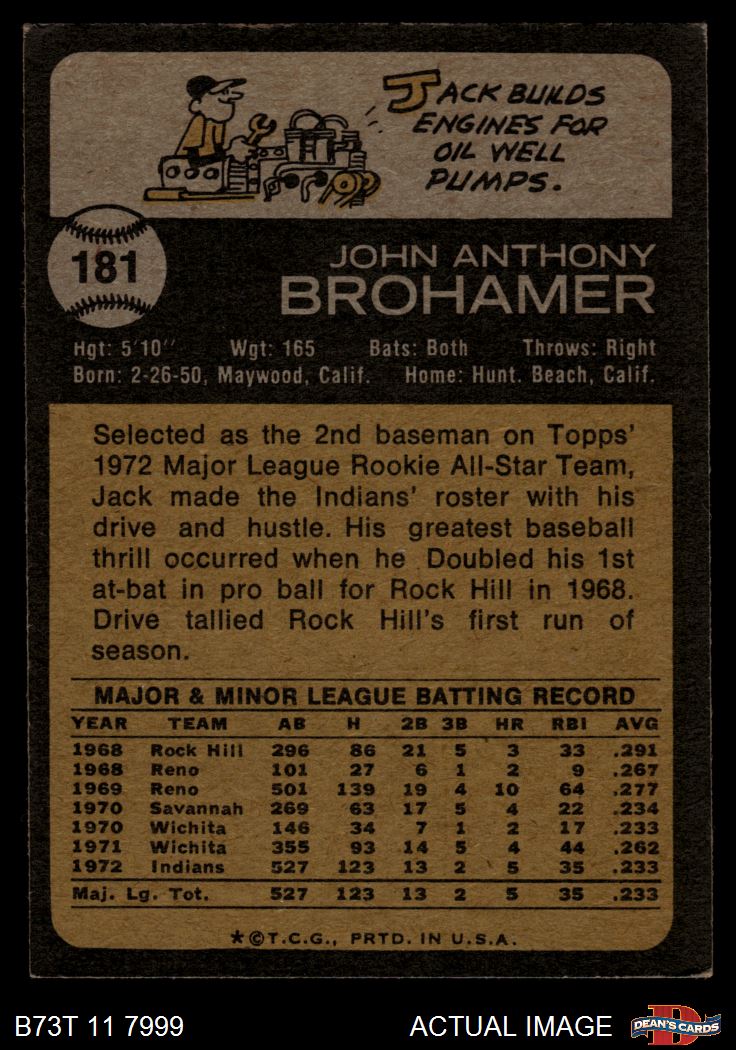 JACK BUILDS
ENGINES FOR
OIL WELL
PUMPS.
181
JOHN ANTHONY
BROHAMER
Hgt: 5'10" Wgt: 165 Bats: Both Throws: Right
Born: 2-26-50, Maywood, Calif. Home: Hunt. Beach, Calif.
Selected as the 2nd baseman on Topps'
1972 Major League Rookie All-Star Team,
Jack made the Indians' roster with his
drive and hustle. His greatest baseball
thrill occurred when he Doubled his 1st
at-bat in pro ball for Rock Hill in 1968.
Drive tallied Rock Hill's first run of
season.
MAJOR & MINOR LEAGUE BATTING RECORD
YEAR TEAM AB H 2B 3B HR RBI AVG
1968 Rock Hill 296 86 21 5 3 33 .291
1968 Reno 101 27 6 1 2 9 .267
1969 Reno 501 139 19 4 10 64 .277
1970 Savannah 269 63 17 5 4 22 .234
1970 Wichita 146 34 7 1 2 17 .233
1971 Wichita 355 93 14 5 4 44 .262
1972 Indians 527 123 13 2 5 35 .233
Maj. Lg. Tot. 527 123 13 2 5 35 .233
*©T.C.G., PRTD. IN U.S.A.
B73T 11 7999 ACTUAL IMAGE DEAN'S CARDS